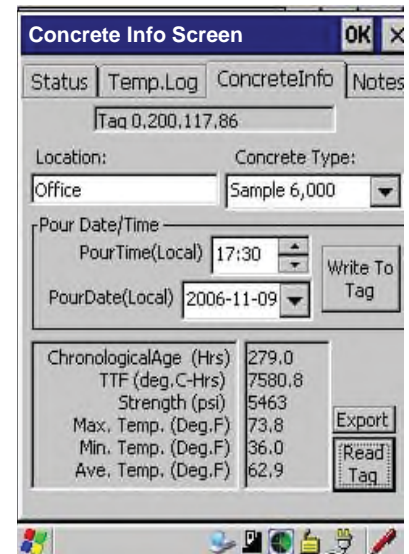 Concrete Info Screen OK ×
Status Temp.Log ConcreteInfo Notes
Tag 0,200,117,86
Location: Concrete Type:
Office Sample 6,000
Pour Date/Time
PourTime(Local) 17:30
Write To Tag
PourDate(Local) 2006-11-09
ChronologicalAge (Hrs) 279.0
TTF (deg.C-Hrs) 7580.8
Strength (psi) 5463
Max. Temp. (Deg.F) 73.8
Min. Temp. (Deg.F) 36.0
Ave. Temp. (Deg.F) 62.9
Export
Read
Tag